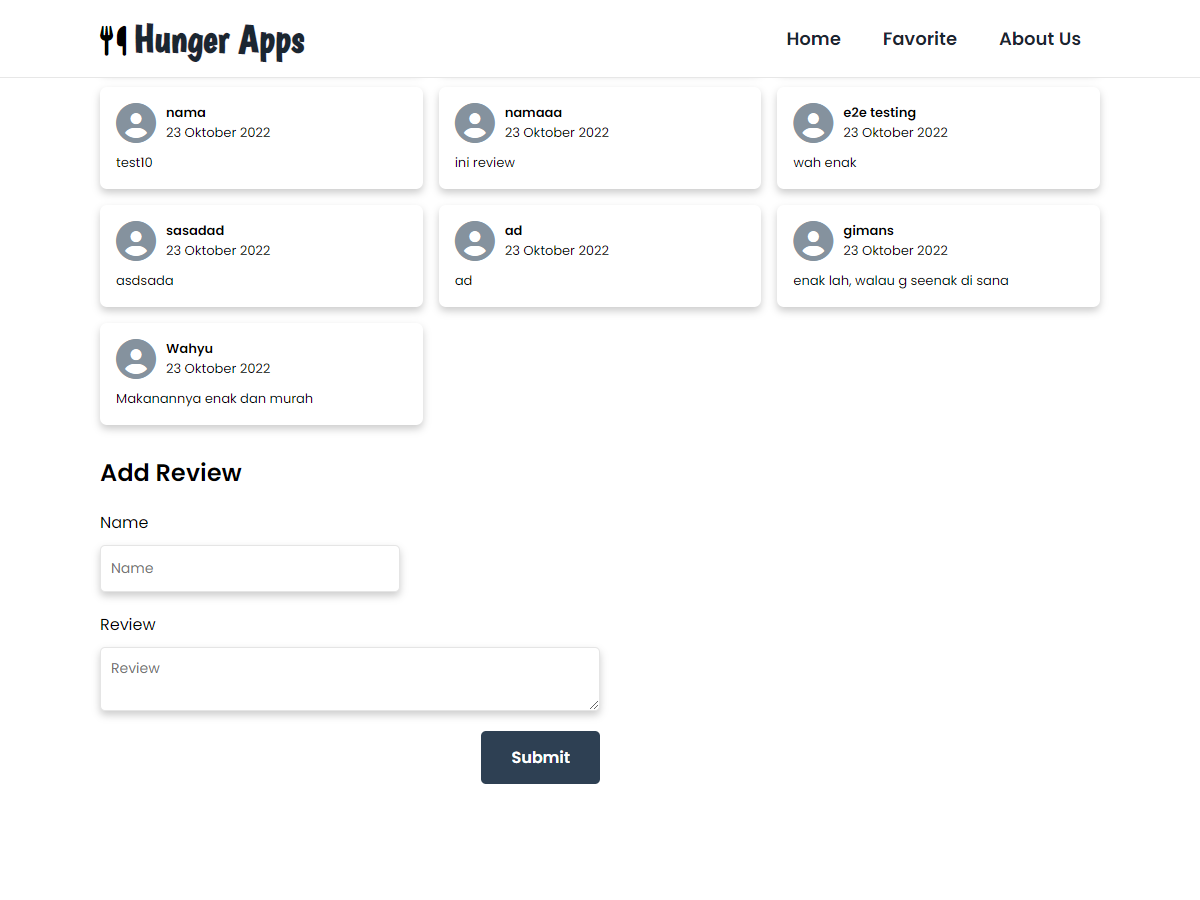 Hunger Apps
Home
Favorite
About Us
nama
23 Oktober 2022
test10
namaaa
23 Oktober 2022
ini review
e2e testing
23 Oktober 2022
wah enak
sasadad
23 Oktober 2022
asdsada
ad
23 Oktober 2022
ad
gimans
23 Oktober 2022
enak lah, walau g seenak di sana
Wahyu
23 Oktober 2022
Makanannya enak dan murah
Add Review
Name
Name
Review
Review
Submit